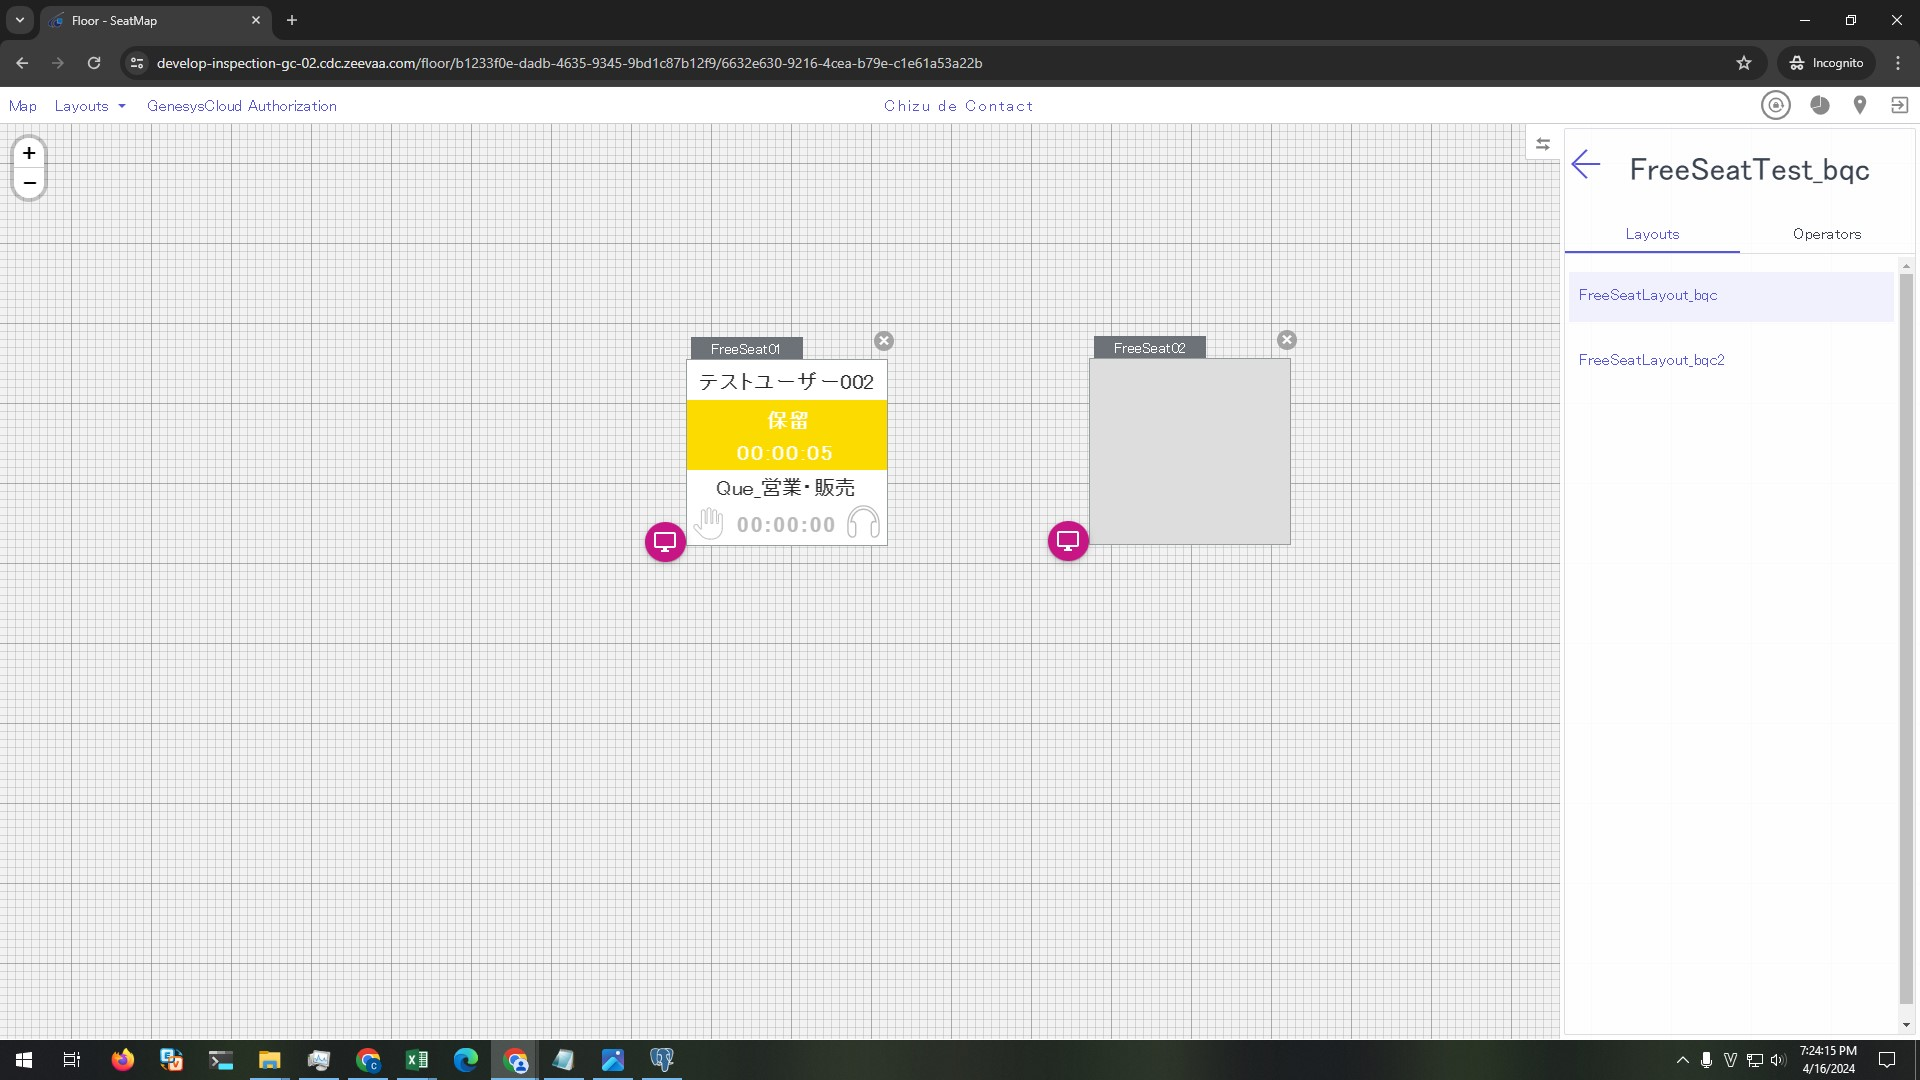 Floor - SeatMap
develop-inspection-gc-02.cdc.zeevaa.com/floor/b1233f0e-dadb-4635-9345-9bd1c87b12f9/6632e630-9216-4cea-b79e-c1e61a53a22b
Incognito
Map Layouts GenesysCloud Authorization
Chizu de Contact
+
−
FreeSeatTest_bqc
Layouts Operators
FreeSeatLayout_bqc
FreeSeatLayout_bqc2
FreeSeat01
テストユーザー002
保留
00:00:05
Que_営業・販売
00:00:00
FreeSeat02
7:24:15 PM
4/16/2024